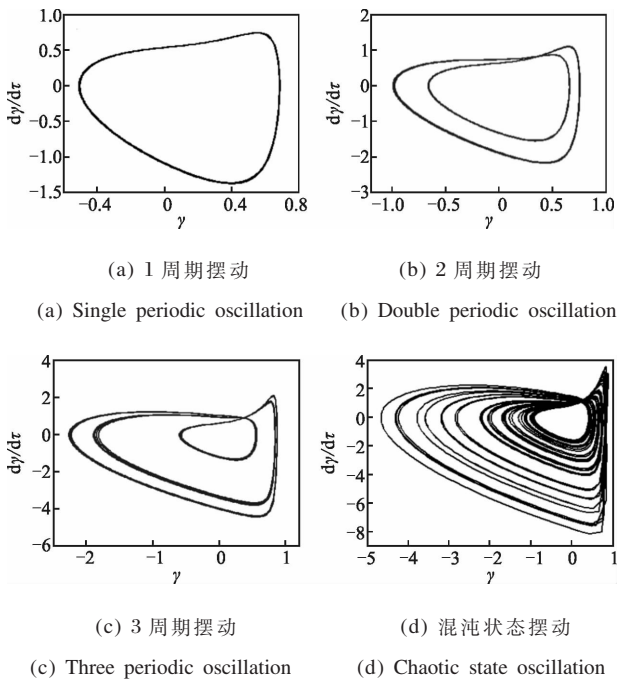 1.0
0.5
0
−0.5
−1.0
−1.5
dγ/dτ
−0.4
0
0.4
0.8
γ
2
1
0
−1
−2
−3
dγ/dτ
−1.0
−0.5
0
0.5
1.0
γ
(a) 1 周期摆动
(b) 2 周期摆动
(a) Single periodic oscillation
(b) Double periodic oscillation
4
2
0
−2
−4
−6
dγ/dτ
−2
−1
0
1
γ
4
2
0
−2
−4
−6
−8
dγ/dτ
−5
−4
−3
−2
−1
0
1
γ
(c) 3 周期摆动
(d) 混沌状态摆动
(c) Three periodic oscillation
(d) Chaotic state oscillation